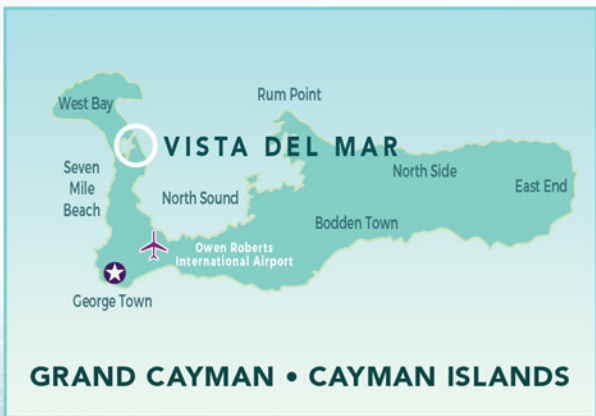 West Bay
Rum Point
VISTA DEL MAR
Seven
Mile
Beach
North Side
North Sound
East End
Bodden Town
Owen Roberts
International Airport
George Town
GRAND CAYMAN • CAYMAN ISLANDS